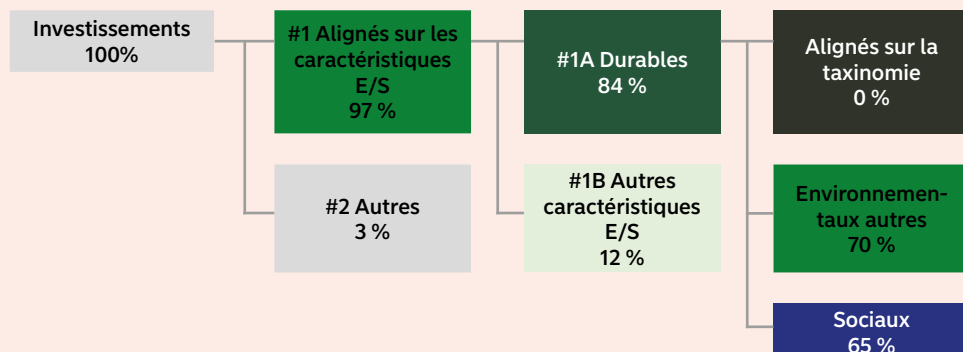 Investissements
100%
#1 Alignés sur les
caractéristiques
E/S
97 %
#1A Durables
84 %
Alignés sur la
taxinomie
0 %
#2 Autres
3 %
#1B Autres
caractéristiques
E/S
12 %
Environnemen-
taux autres
70 %
Sociaux
65 %